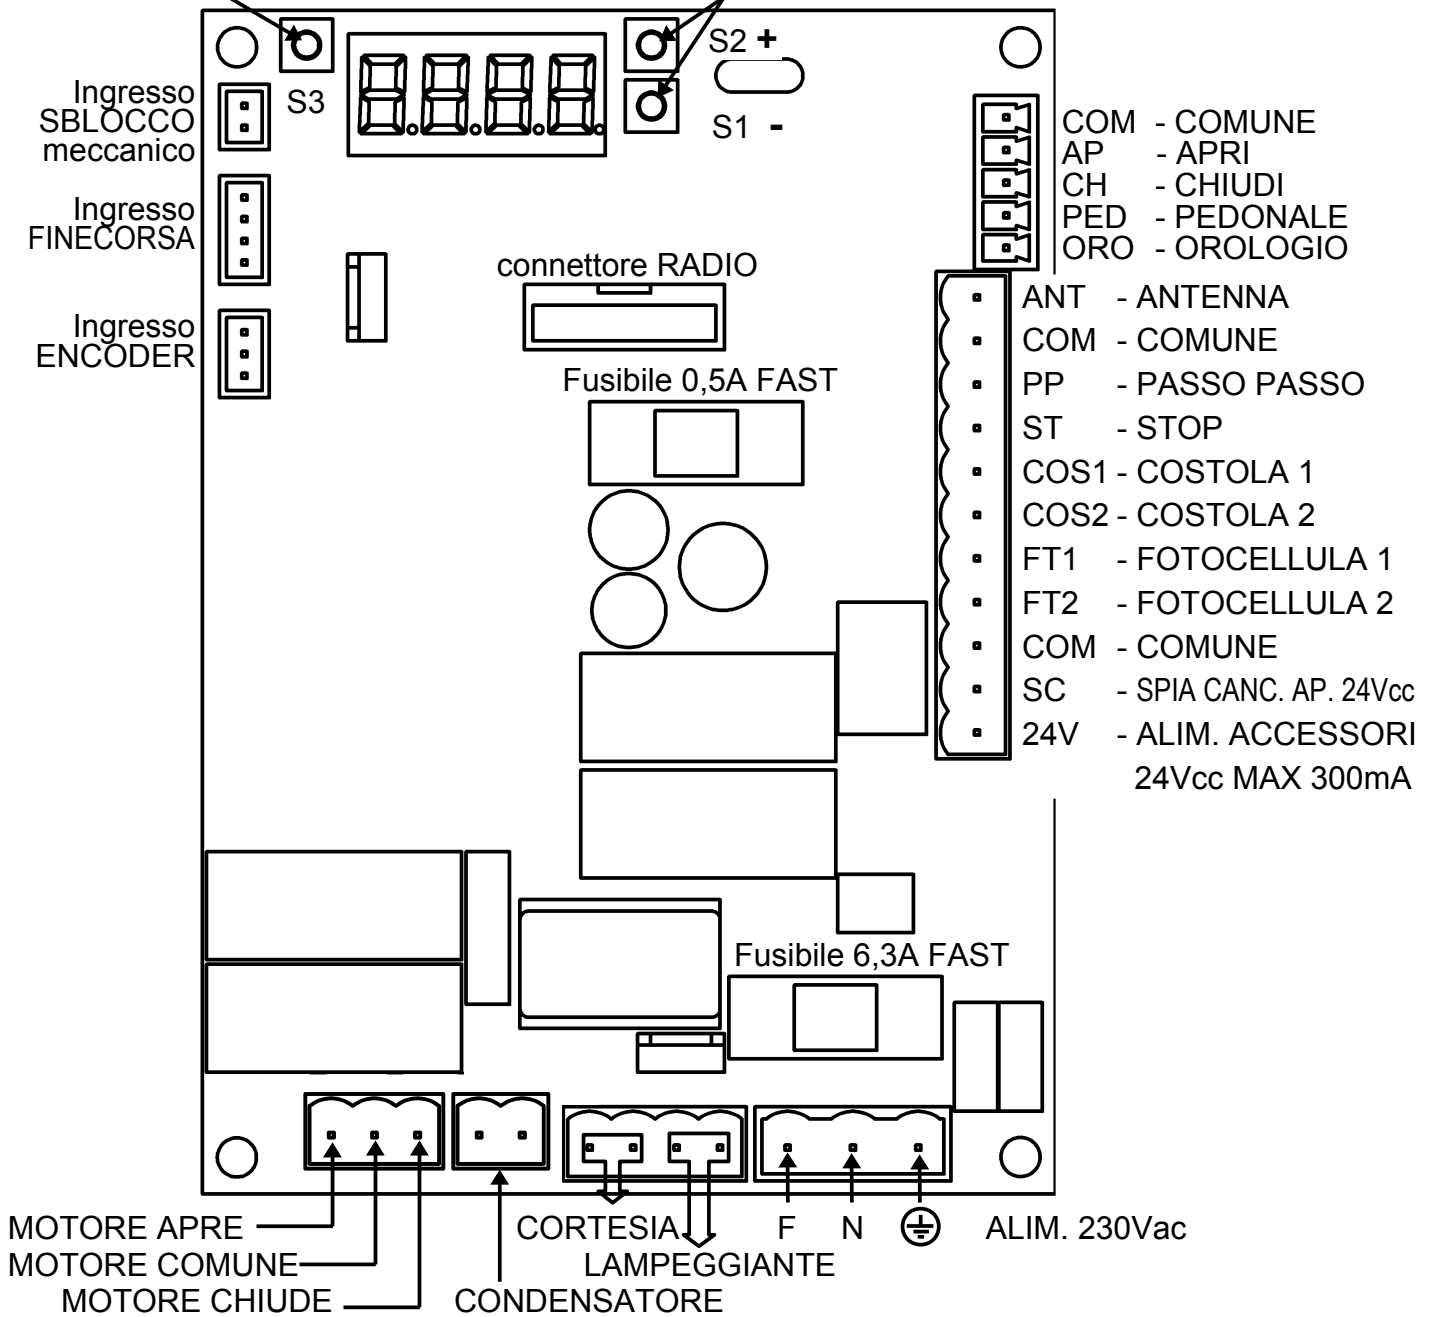 S2 +
S3
S1 -
Ingresso
SBLOCCO
meccanico
Ingresso
FINECORSA
Ingresso
ENCODER
connettore RADIO
Fusibile 0,5A FAST
COM - COMUNE
AP - APRI
CH - CHIUDI
PED - PEDONALE
ORO - OROLOGIO
ANT - ANTENNA
COM - COMUNE
PP - PASSO PASSO
ST - STOP
COS1 - COSTOLA 1
COS2 - COSTOLA 2
FT1 - FOTOCELLULA 1
FT2 - FOTOCELLULA 2
COM - COMUNE
SC - SPIA CANC. AP. 24Vcc
24V - ALIM. ACCESSORI
24Vcc MAX 300mA
Fusibile 6,3A FAST
MOTORE APRE
MOTORE COMUNE
MOTORE CHIUDE
CONDENSATORE
CORTESIA
LAMPEGGIANTE
F N ALIM. 230Vac